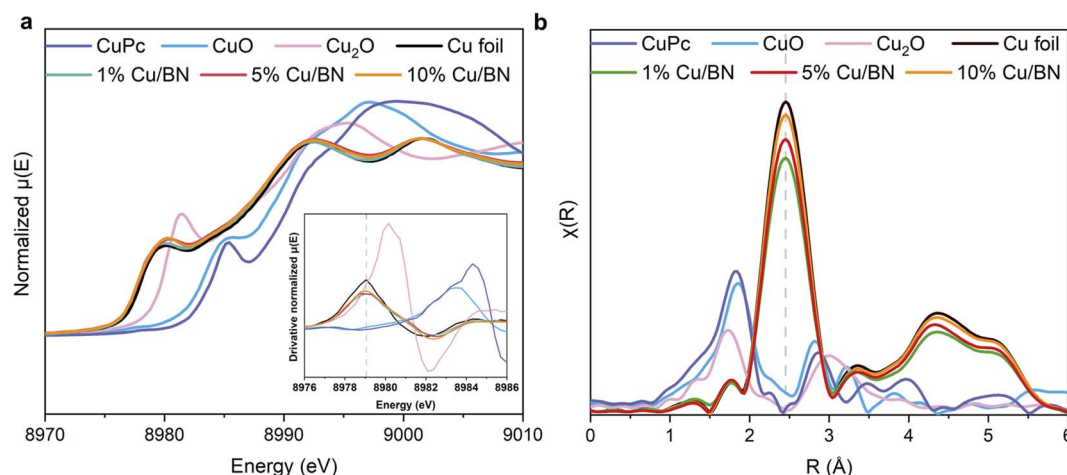 a
CuPc CuO Cu₂O Cu foil
1% Cu/BN 5% Cu/BN 10% Cu/BN
Normalized μ(E)
Drivative normalized μ(E)
8976 8978 8980 8982 8984 8986
Energy (eV)
8970 8980 8990 9000 9010
Energy (eV)
b
CuPc CuO Cu₂O Cu foil
1% Cu/BN 5% Cu/BN 10% Cu/BN
χ(R)
0 1 2 3 4 5 6
R (Å)